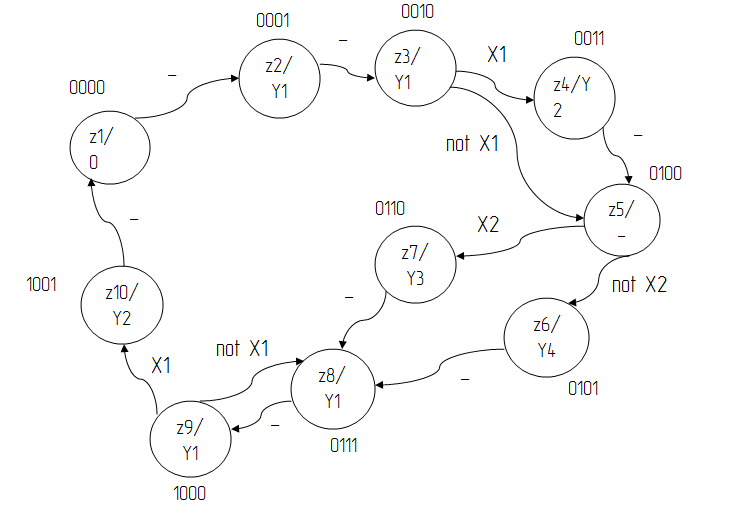 0010
0001
0011
0000
z2/
Y1
–
z3/
Y1
X1
z4/Y
2
–
z1/
0
not X1
–
0100
0110
z5/
–
X2
z7/
Y3
not X2
–
1001
z10/
Y2
–
z6/
Y4
not X1
X1
z8/
Y1
–
0101
z9/
Y1
–
0111
1000